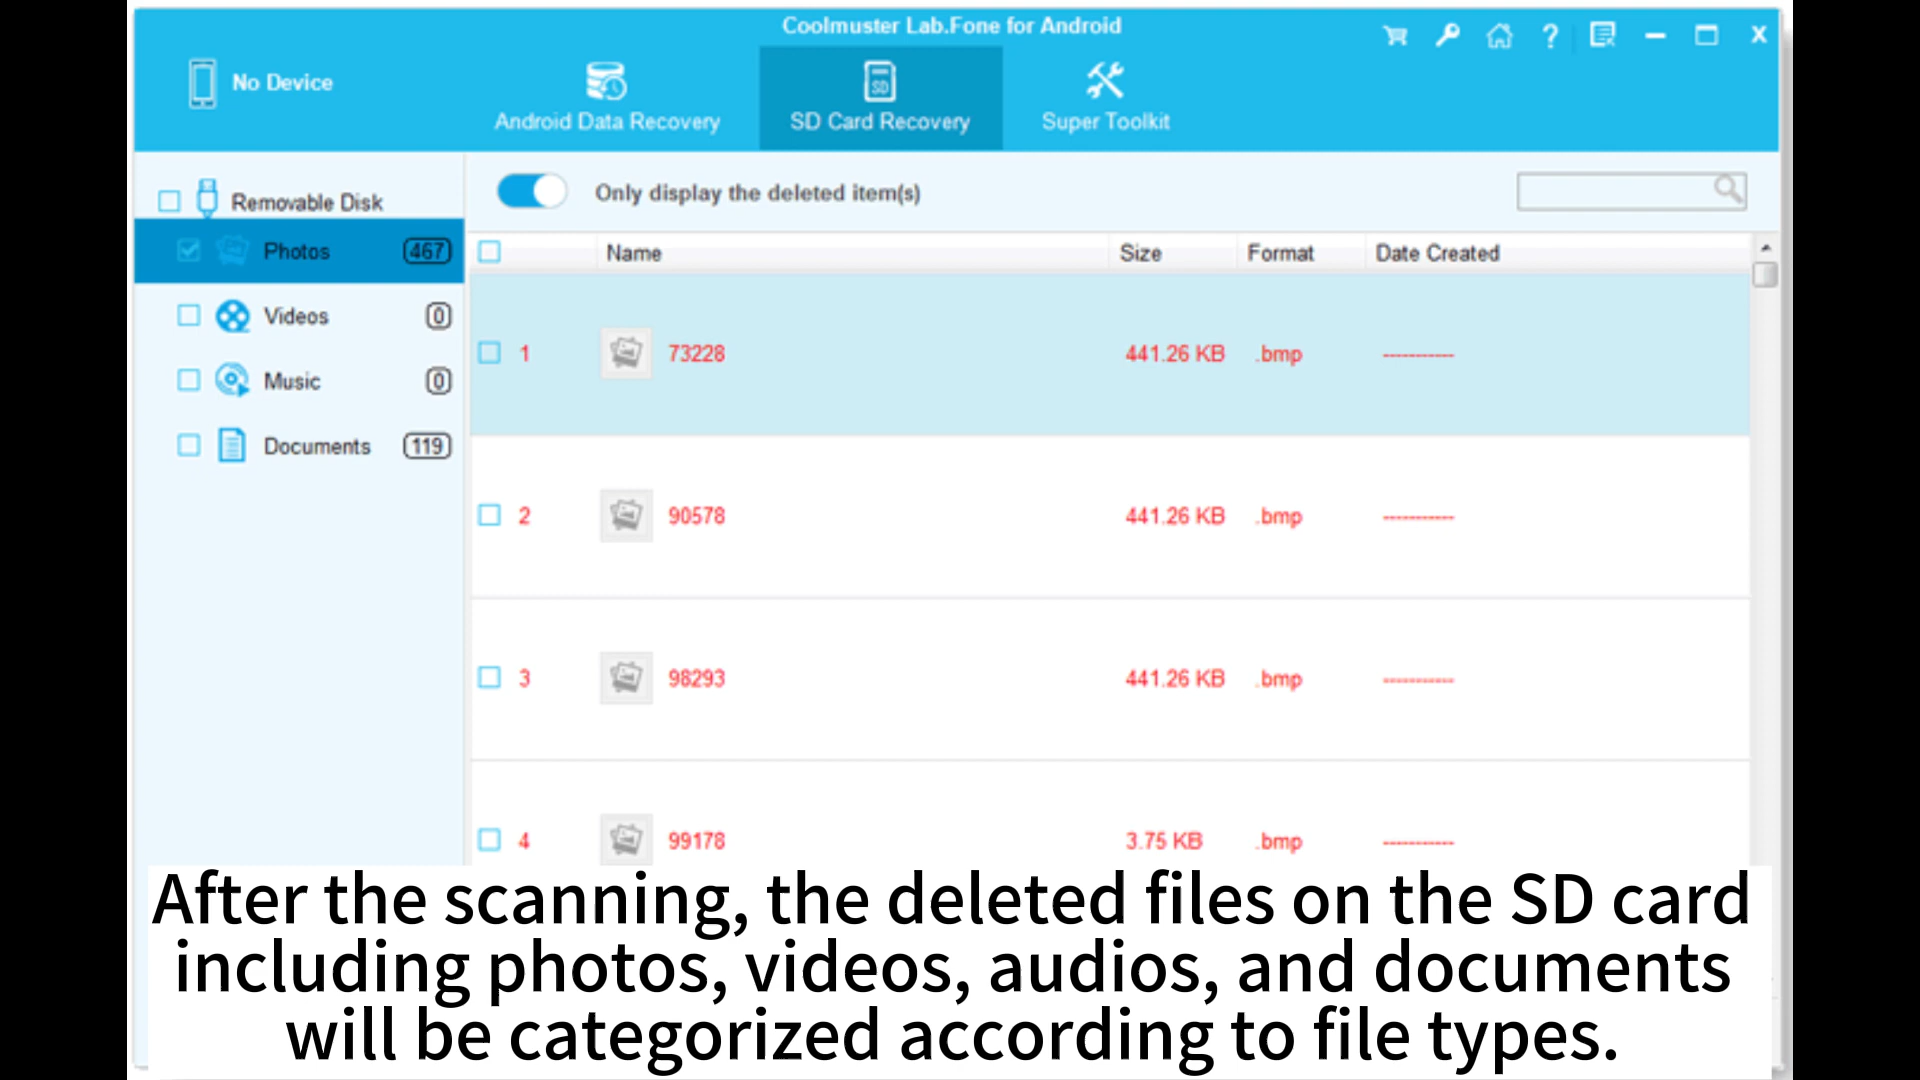 Coolmuster Lab.Fone for Android
No Device
Android Data Recovery
SD
SD Card Recovery
Super Toolkit
Removable Disk
Only display the deleted item(s)
Photos 467
Name Size Format Date Created
Videos 0
1 73228 441.26 KB .bmp -----------
Music 0
Documents 119
2 90578 441.26 KB .bmp -----------
3 98293 441.26 KB .bmp -----------
4 99178 3.75 KB .bmp -----------
After the scanning, the deleted files on the SD card
including photos, videos, audios, and documents
will be categorized according to file types.